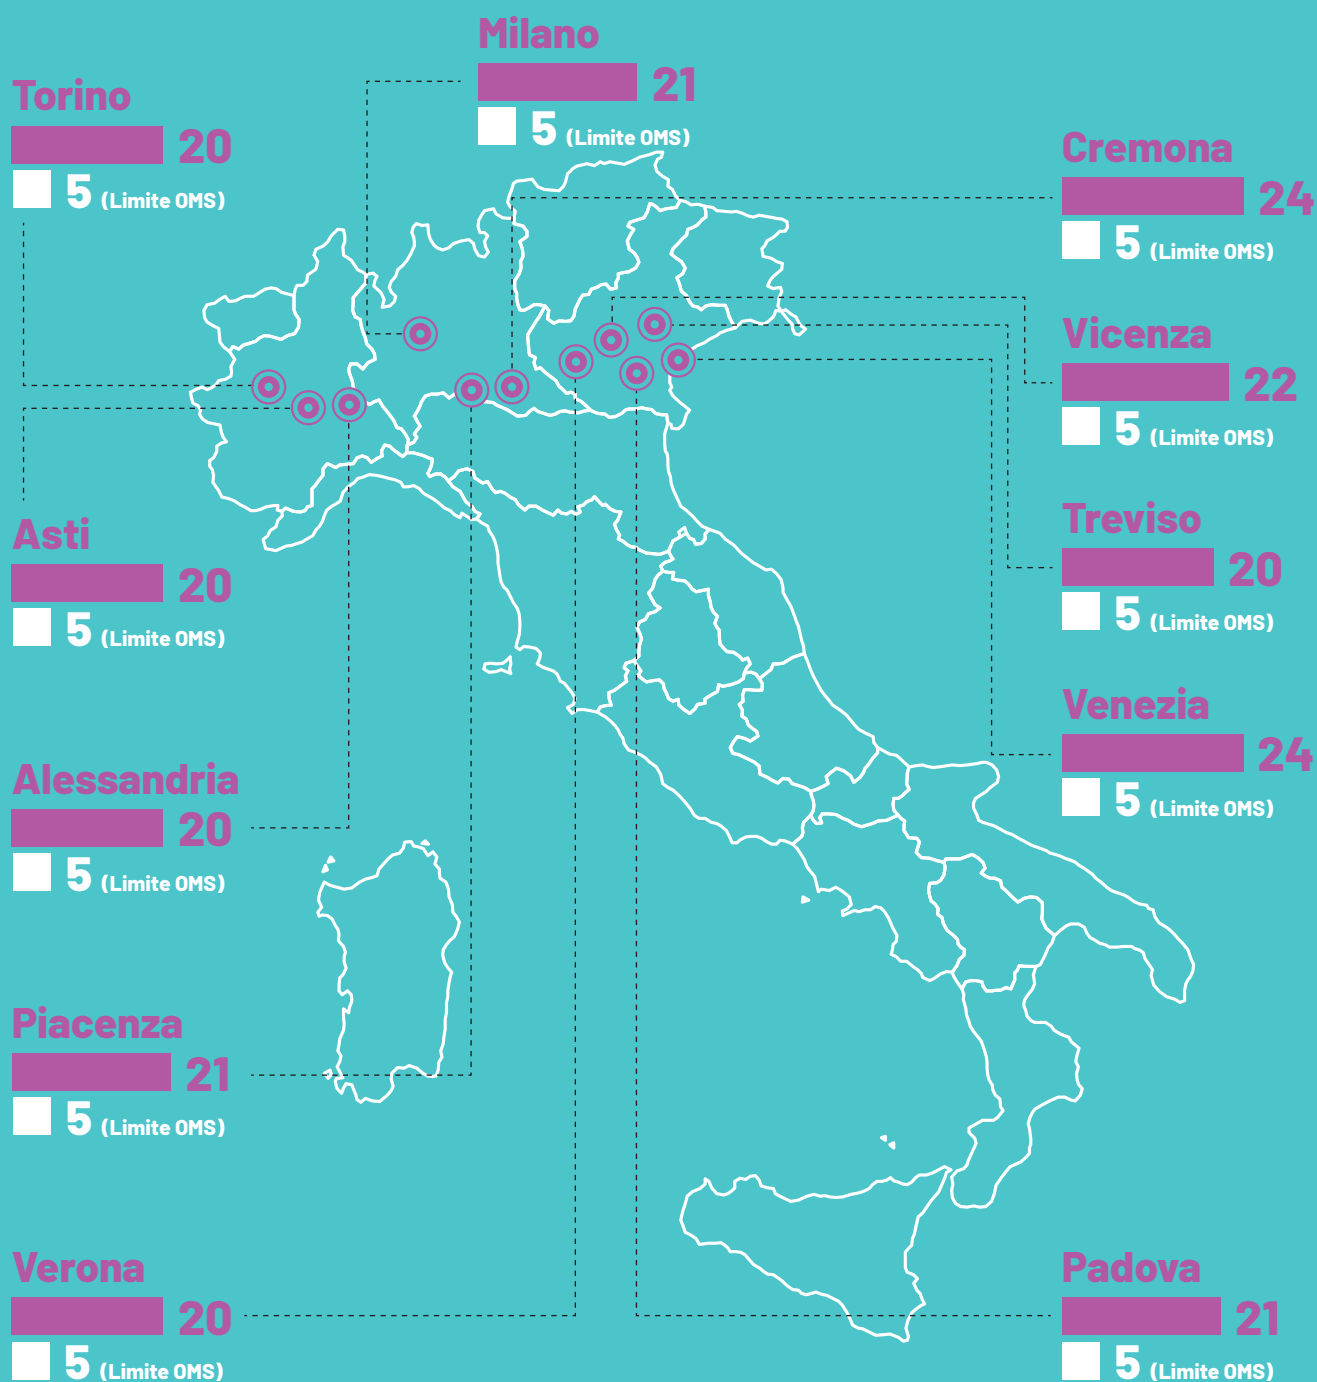 Milano
21
5 (Limite OMS)
Torino
20
5 (Limite OMS)
Cremona
24
5 (Limite OMS)
Vicenza
22
5 (Limite OMS)
Treviso
20
5 (Limite OMS)
Asti
20
5 (Limite OMS)
Venezia
24
5 (Limite OMS)
Alessandria
20
5 (Limite OMS)
Piacenza
21
5 (Limite OMS)
Verona
20
5 (Limite OMS)
Padova
21
5 (Limite OMS)